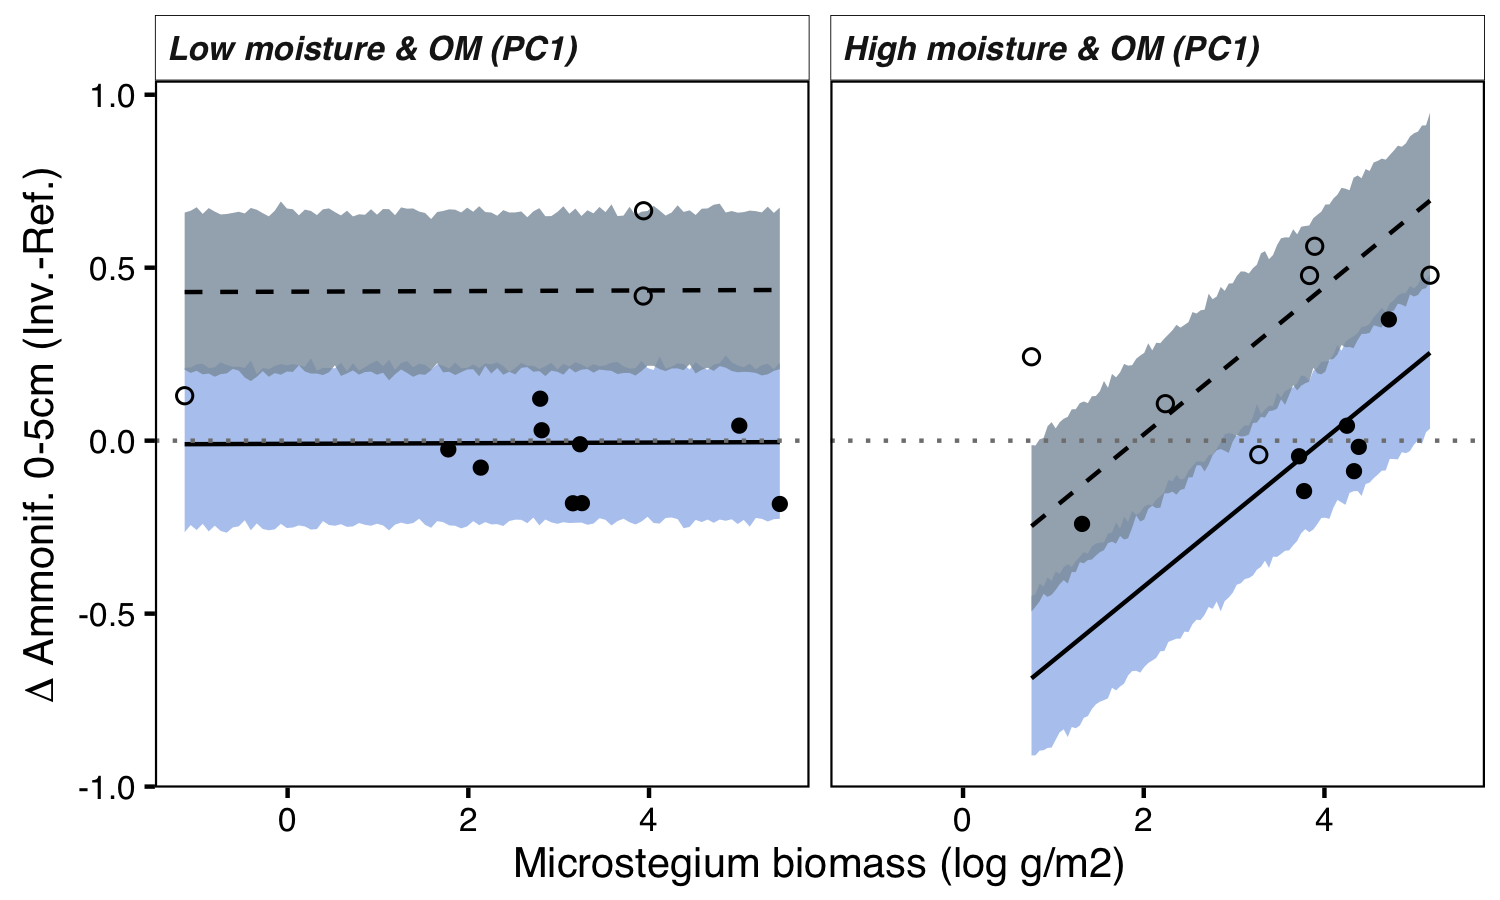 Low moisture & OM (PC1)
High moisture & OM (PC1)
Δ Ammonif. 0-5cm (Inv.-Ref.)
1.0
0.5
0.0
-0.5
-1.0
0 2 4
0 2 4
Microstegium biomass (log g/m2)